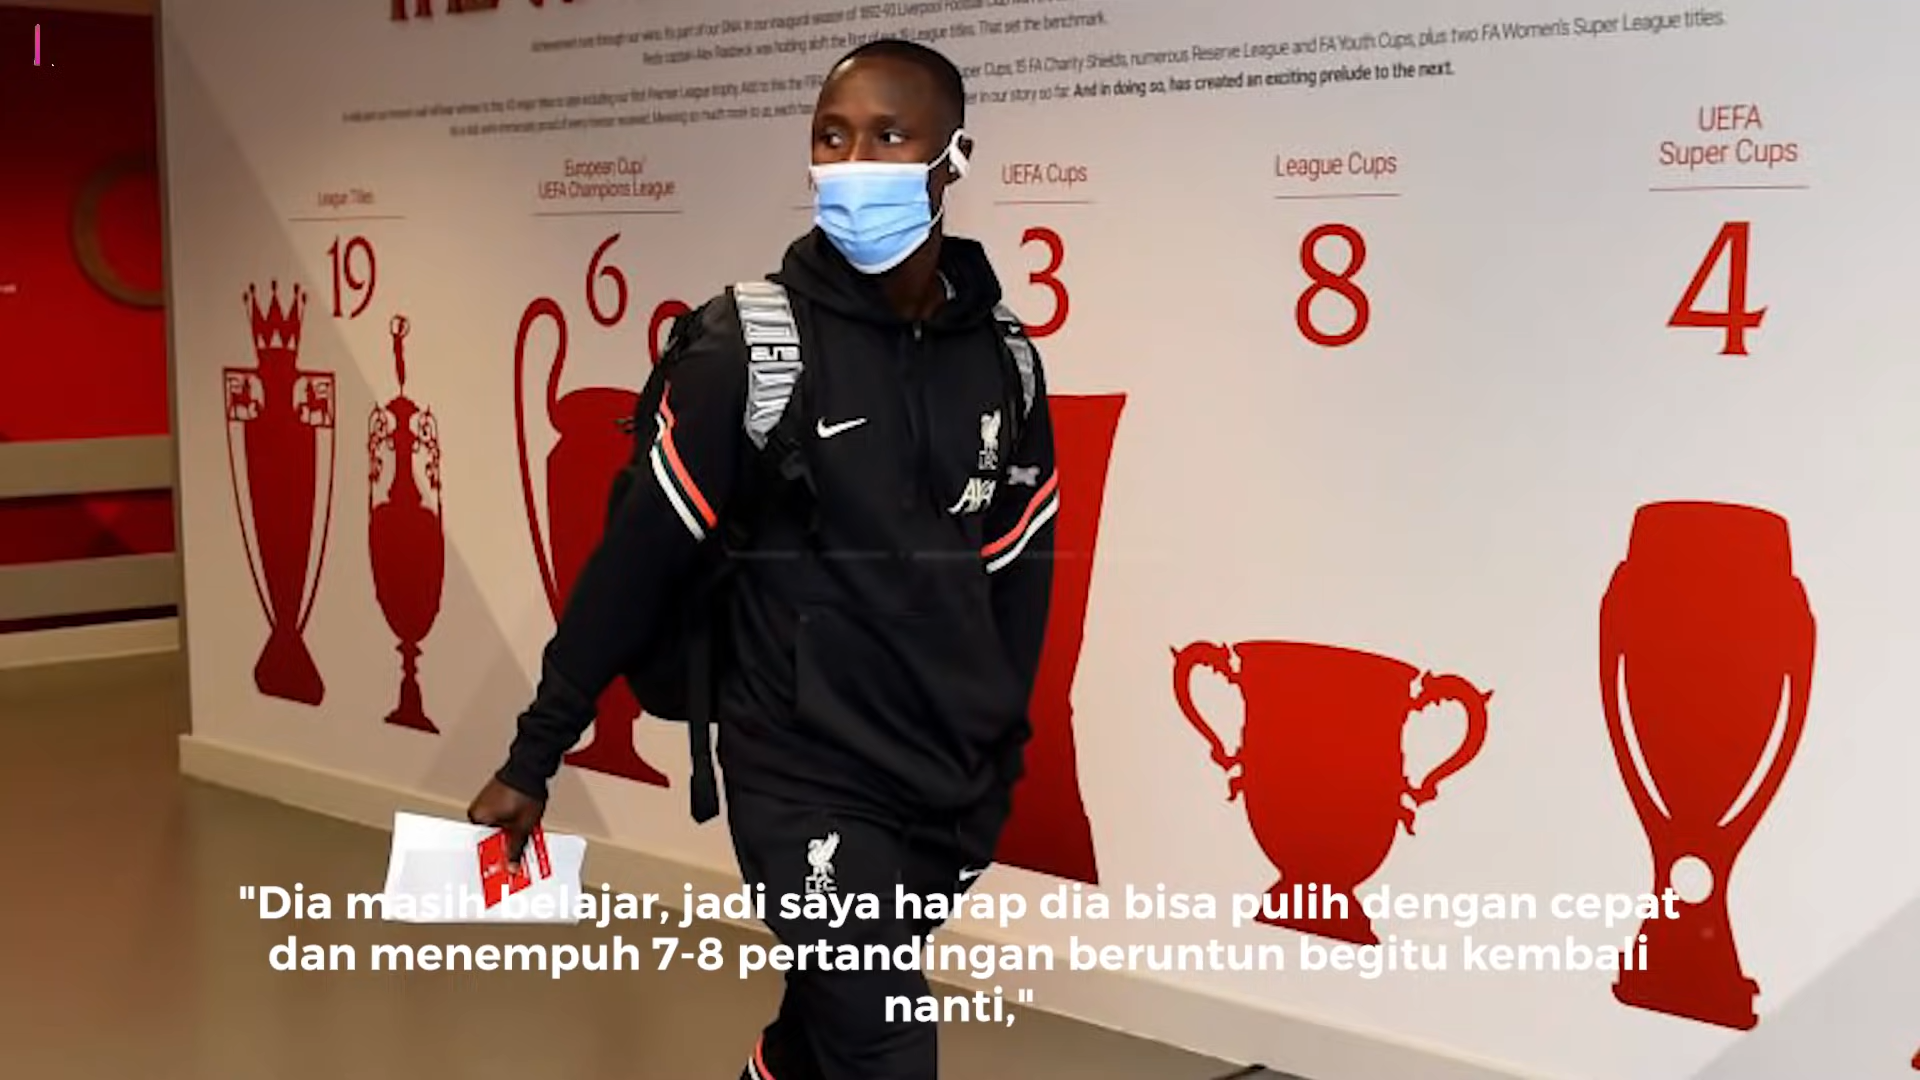 Achievement runs through our veins. It's part of our DNA. In our inaugural season of 1892-93 Liverpool Football
Reds captain Alex Raisbeck was holding aloft the first of our 19 League titles. That set the benchmark.
per Cups, 15 FA Charity Shields, numerous Reserve League and FA Youth Cups, plus two FA Women's Super League titles.
in our story so far. And in doing so, has created an exciting prelude to the next.
League Titles
19
European Cup/
UEFA Champions League
6
UEFA Cups
3
League Cups
8
UEFA
Super Cups
4
LFC
AXA
LFC
"Dia masih belajar, jadi saya harap dia bisa pulih dengan cepat
dan menempuh 7-8 pertandingan beruntun begitu kembali
nanti,"